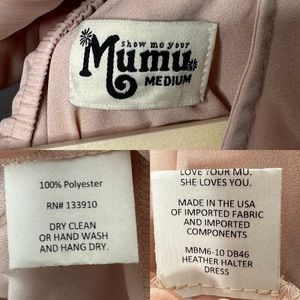 show me your
Mumu
MEDIUM
100% Polyester
RN# 133910
DRY CLEAN
OR HAND WASH
AND HANG DRY.
LOVE YOUR MU.
SHE LOVES YOU.
MADE IN THE USA
OF IMPORTED FABRIC
AND IMPORTED
COMPONENTS
MBM6-10 DB46
HEATHER HALTER
DRESS